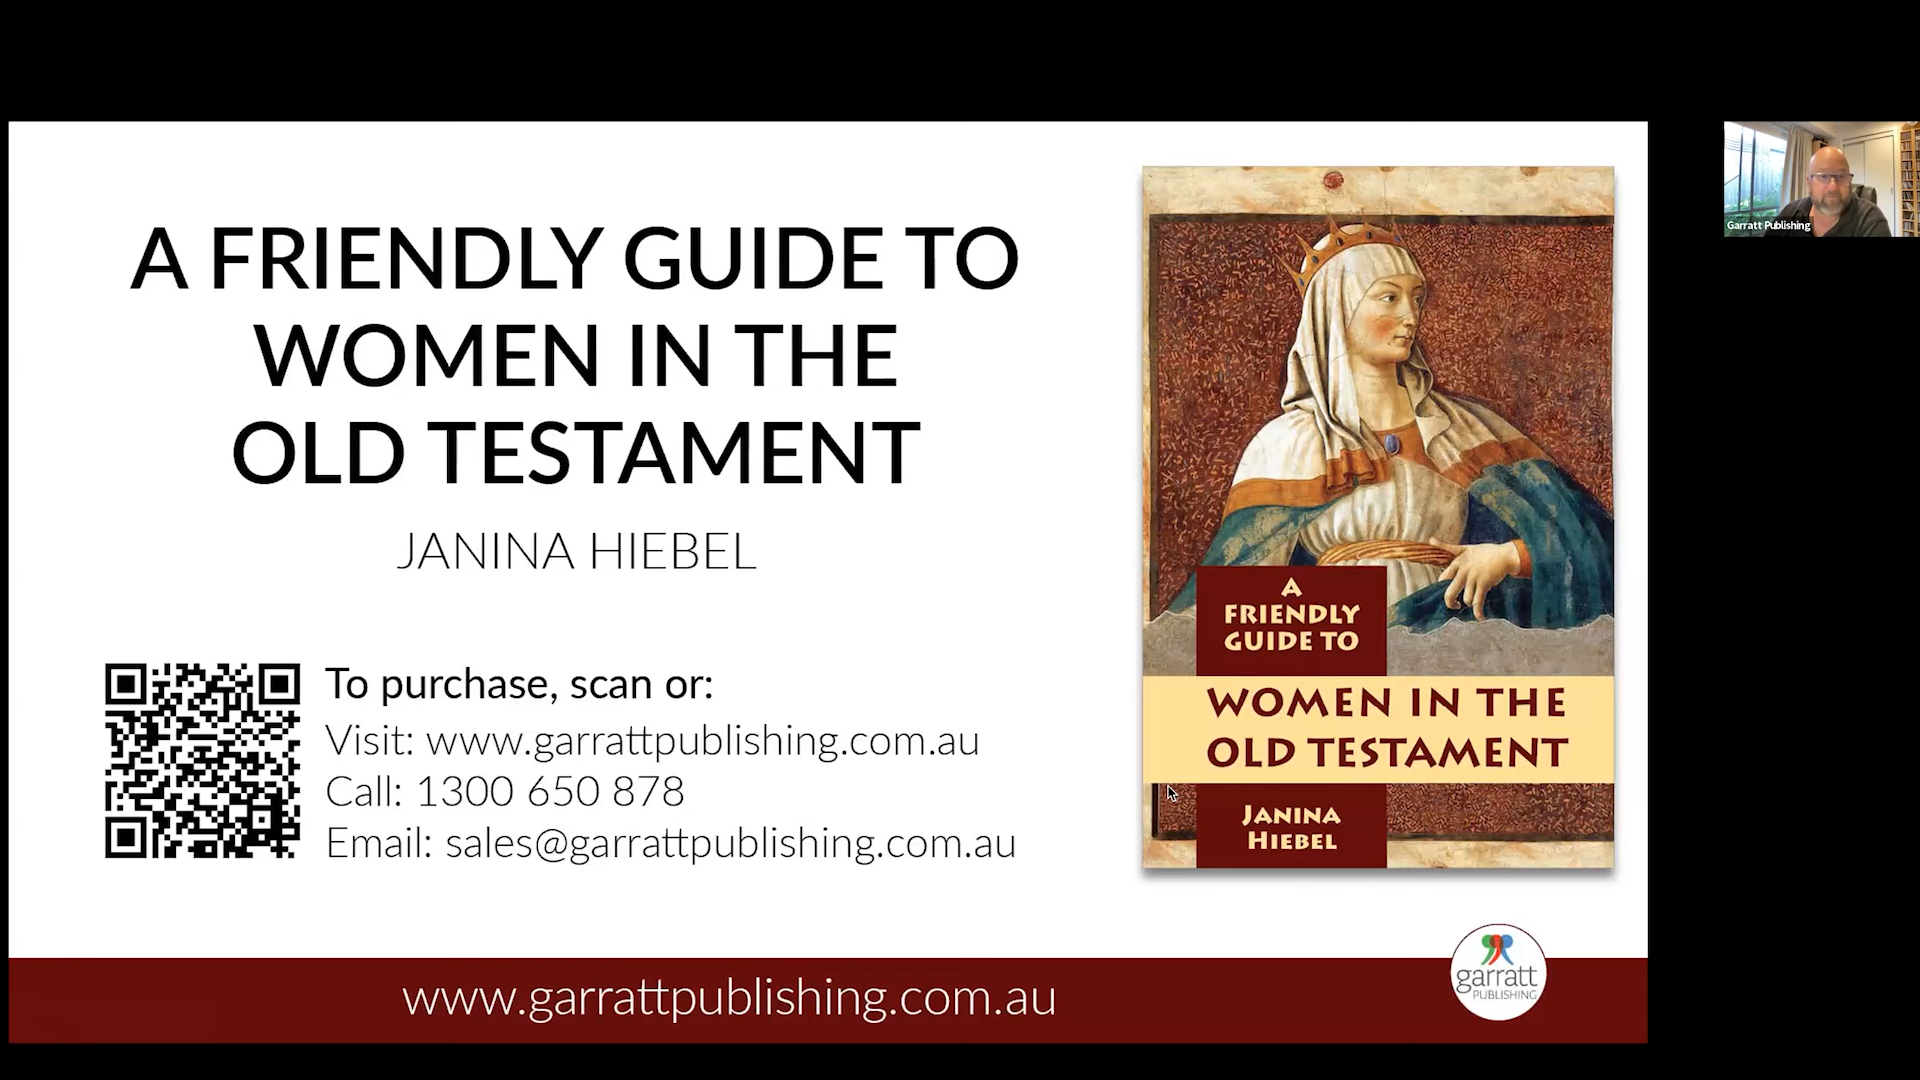 A FRIENDLY GUIDE TO
WOMEN IN THE
OLD TESTAMENT
JANINA HIEBEL
To purchase, scan or:
Visit: www.garrattpublishing.com.au
Call: 1300 650 878
Email: sales@garrattpublishing.com.au
A
FRIENDLY
GUIDE TO
WOMEN IN THE
OLD TESTAMENT
JANINA
HIEBEL
www.garrattpublishing.com.au
garratt
PUBLISHING
Garratt Publishing